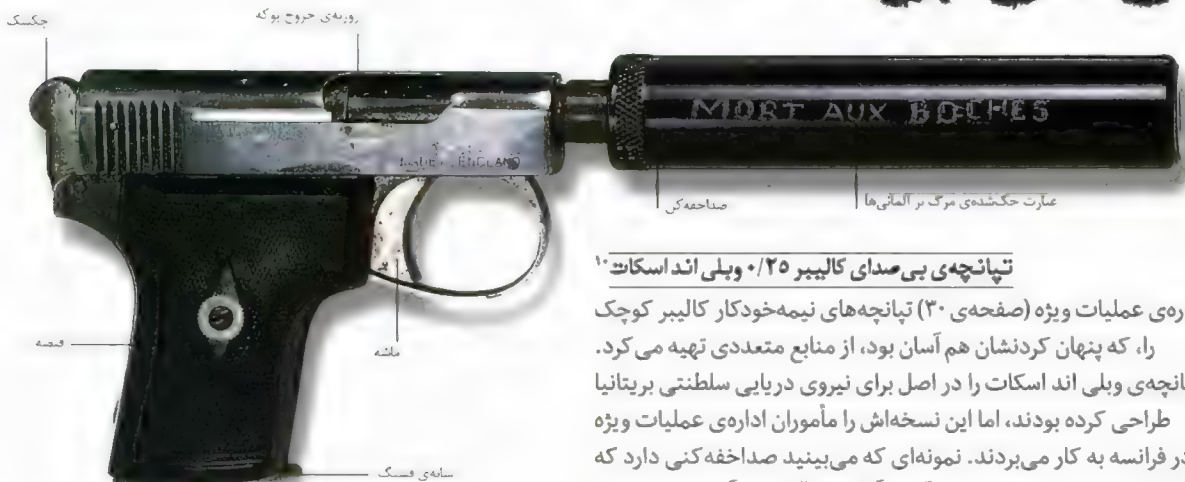 روزنه‌ی خروج پوکه
چکسک
MORT AUX BOCHES
ENGLAND
صداخفه‌کن
عبارت حک‌شده‌ی مرگ بر آلمانی‌ها
ماشه
قبضه
تپانچه‌ی بی‌صدای کالیبر ۰/۲۵ وبلی اند اسکات۱۰
ره‌ی عملیات ویژه (صفحه‌ی ۳۰) تپانچه‌های نیمه‌خودکار کالیبر کوچک
را، که پنهان کردنشان هم آسان بود، از منابع متعددی تهیه می‌کرد.
انچه‌ی وبلی اند اسکات را در اصل برای نیروی دریایی سلطنتی بریتانیا
طراحی کرده بودند، اما این نسخه‌اش را مأموران اداره‌ی عملیات ویژه
در فرانسه به کار می‌بردند. نمونه‌ای که می‌بینید صداخفه‌کنی دارد که